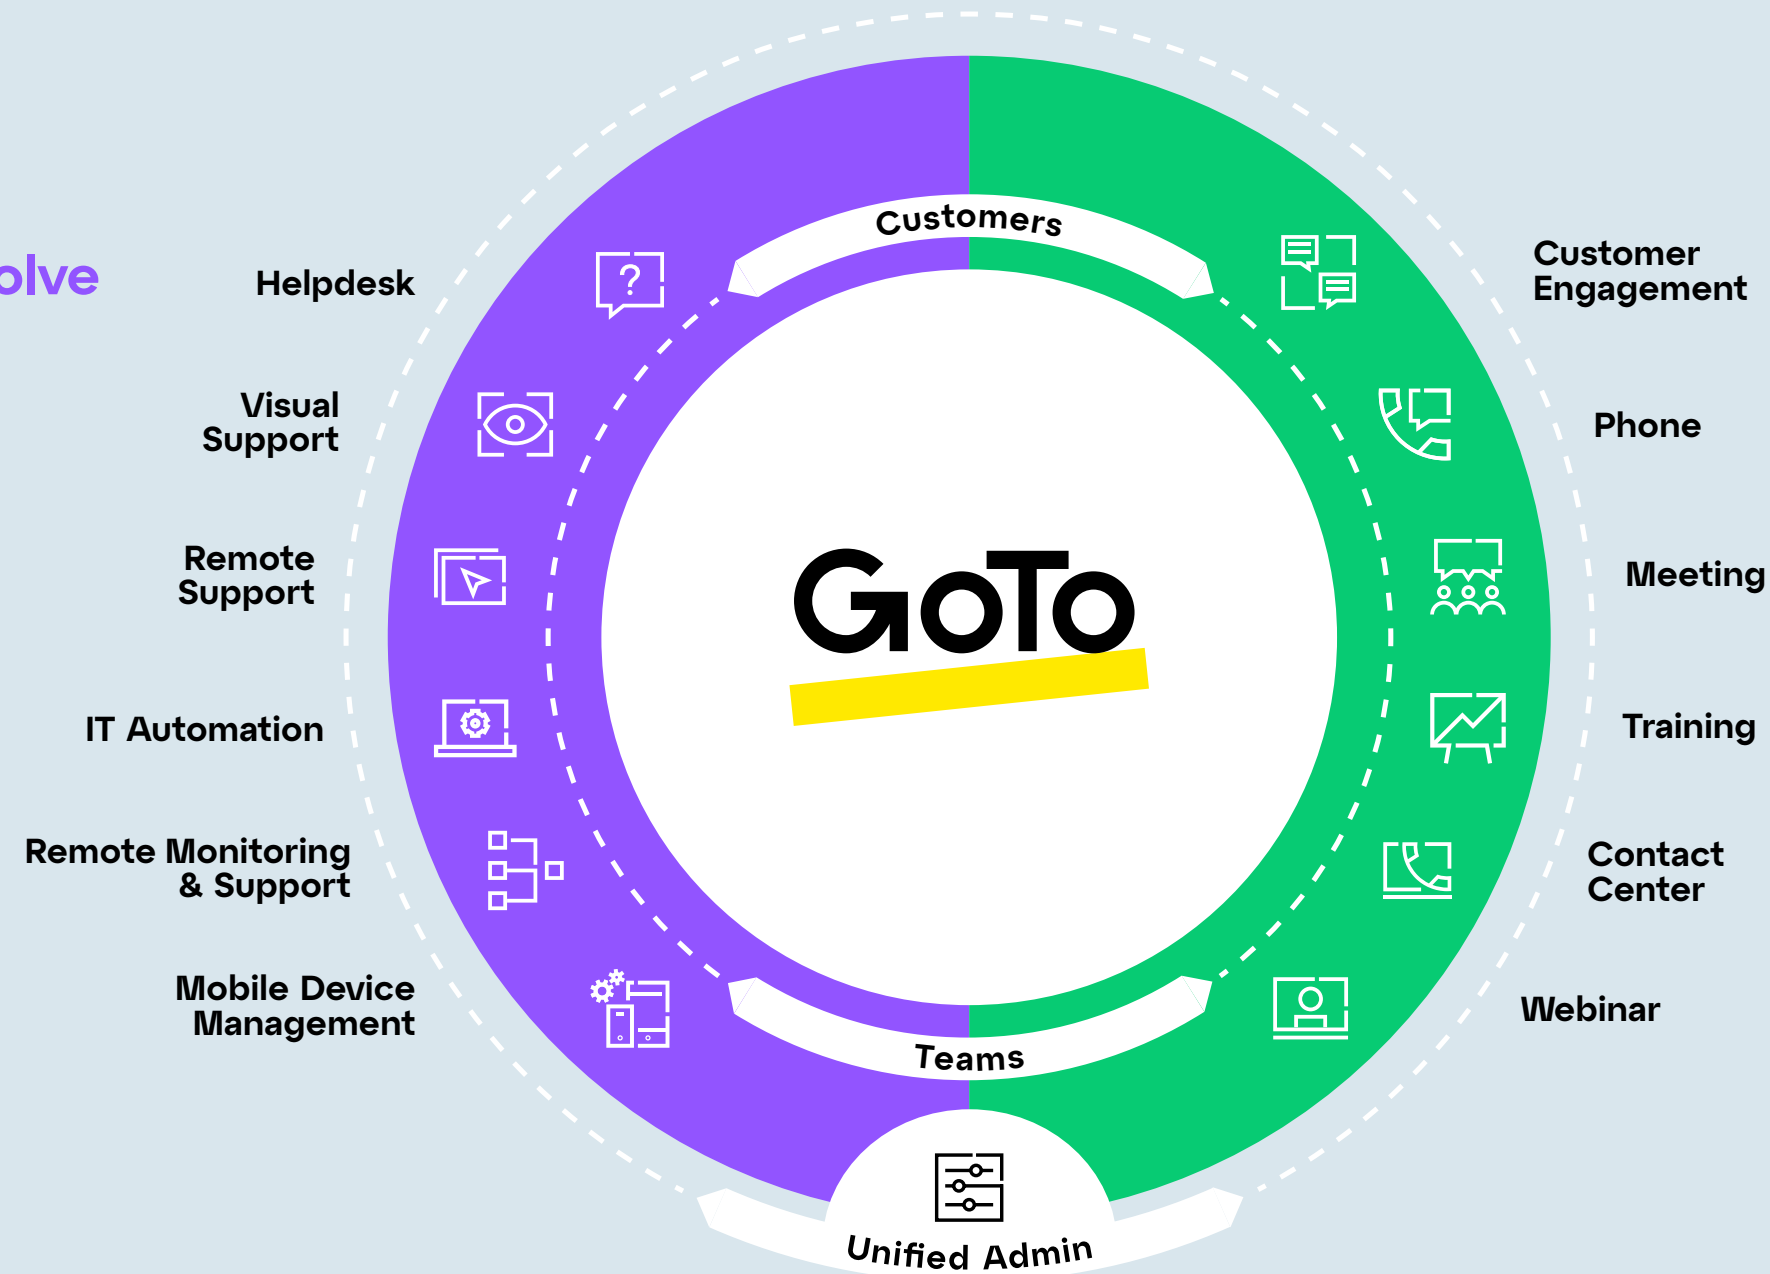 Customers
olve
Helpdesk
Visual
Support
Remote
Support
IT Automation
Remote Monitoring
& Support
Mobile Device
Management
GoTo
Customer
Engagement
Phone
Meeting
Training
Contact
Center
Webinar
Teams
Unified Admin